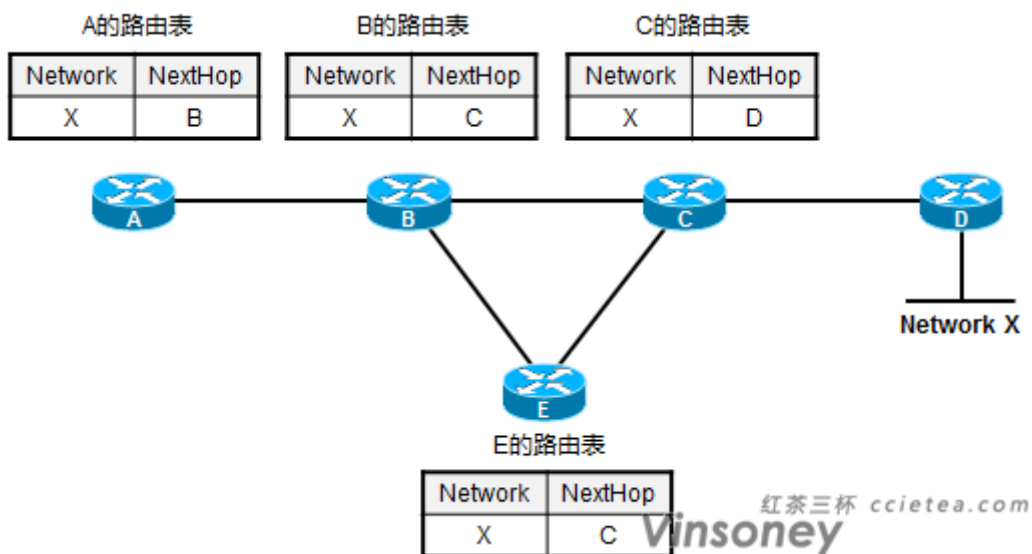 A的路由表 B的路由表 C的路由表
Network NextHop Network NextHop Network NextHop
X B X C X D
A B C D
Network X
E
E的路由表
Network NextHop
X C
红茶三杯 ccietea.com
Vinsoney